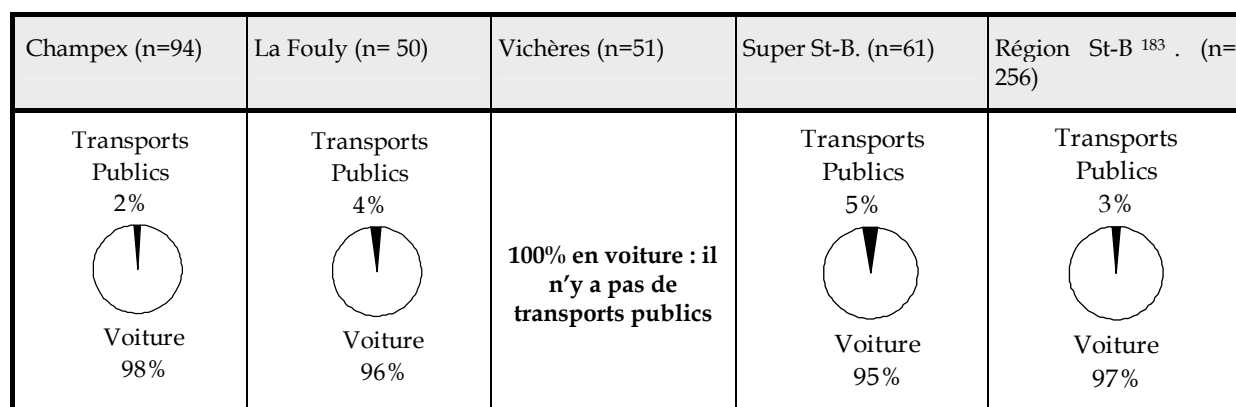 Champex (n=94)
La Fouly (n= 50)
Vichères (n=51)
Super St-B. (n=61)
Région St-B 183 . (n=
256)
Transports
Publics
2%
Voiture
98%
Transports
Publics
4%
Voiture
96%
100% en voiture : il
n’y a pas de
transports publics
Transports
Publics
5%
Voiture
95%
Transports
Publics
3%
Voiture
97%